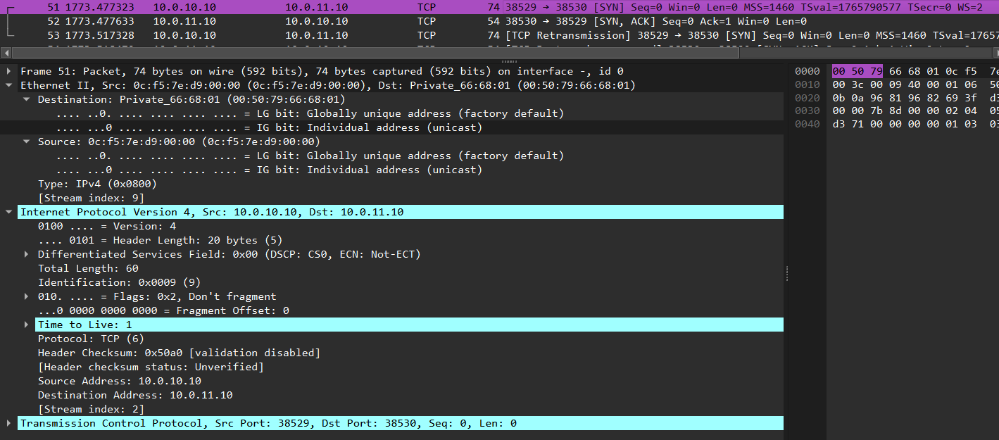 51 1773.477323 10.0.10.10 10.0.11.10 TCP 74 38529 → 38530 [SYN] Seq=0 Win=0 Len=0 MSS=1460 TSval=1765790577 TSecr=0 WS=2
52 1773.477633 10.0.11.10 10.0.10.10 TCP 54 38530 → 38529 [SYN, ACK] Seq=0 Ack=1 Win=0 Len=0
53 1773.517328 10.0.10.10 10.0.11.10 TCP 74 [TCP Retransmission] 38529 → 38530 [SYN] Seq=0 Win=0 Len=0 MSS=1460 TSval=1765
Frame 51: Packet, 74 bytes on wire (592 bits), 74 bytes captured (592 bits) on interface -, id 0
Ethernet II, Src: 0c:f5:7e:d9:00:00 (0c:f5:7e:d9:00:00), Dst: Private_66:68:01 (00:50:79:66:68:01)
Destination: Private_66:68:01 (00:50:79:66:68:01)
.... ..0. .... .... .... .... = LG bit: Globally unique address (factory default)
.... ...0 .... .... .... .... = IG bit: Individual address (unicast)
Source: 0c:f5:7e:d9:00:00 (0c:f5:7e:d9:00:00)
.... ..0. .... .... .... .... = LG bit: Globally unique address (factory default)
.... ...0 .... .... .... .... = IG bit: Individual address (unicast)
Type: IPv4 (0x0800)
[Stream index: 9]
Internet Protocol Version 4, Src: 10.0.10.10, Dst: 10.0.11.10
0100 .... = Version: 4
.... 0101 = Header Length: 20 bytes (5)
Differentiated Services Field: 0x00 (DSCP: CS0, ECN: Not-ECT)
Total Length: 60
Identification: 0x0009 (9)
010. .... = Flags: 0x2, Don't fragment
...0 0000 0000 0000 = Fragment Offset: 0
Time to Live: 1
Protocol: TCP (6)
Header Checksum: 0x50a0 [validation disabled]
[Header checksum status: Unverified]
Source Address: 10.0.10.10
Destination Address: 10.0.11.10
[Stream index: 2]
Transmission Control Protocol, Src Port: 38529, Dst Port: 38530, Seq: 0, Len: 0
0000 00 50 79 66 68 01 0c f5 7e
0010 00 3c 00 09 40 00 01 06 50
0020 0b 0a 96 81 96 82 69 3f d3
0030 00 00 7b 8d 00 00 02 04 05
0040 d3 71 00 00 00 00 01 03 03